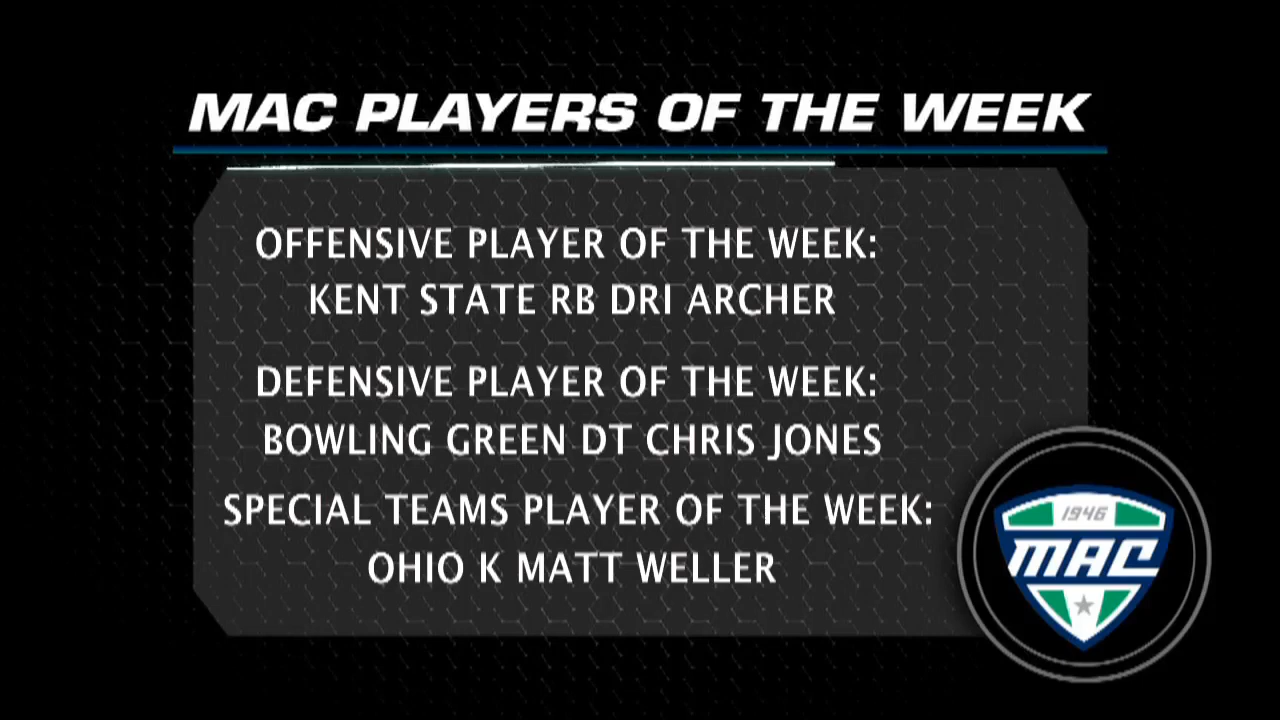 MAC PLAYERS OF THE WEEK
OFFENSIVE PLAYER OF THE WEEK:
KENT STATE RB DRI ARCHER
DEFENSIVE PLAYER OF THE WEEK:
BOWLING GREEN DT CHRIS JONES
SPECIAL TEAMS PLAYER OF THE WEEK:
OHIO K MATT WELLER
1946
MAC